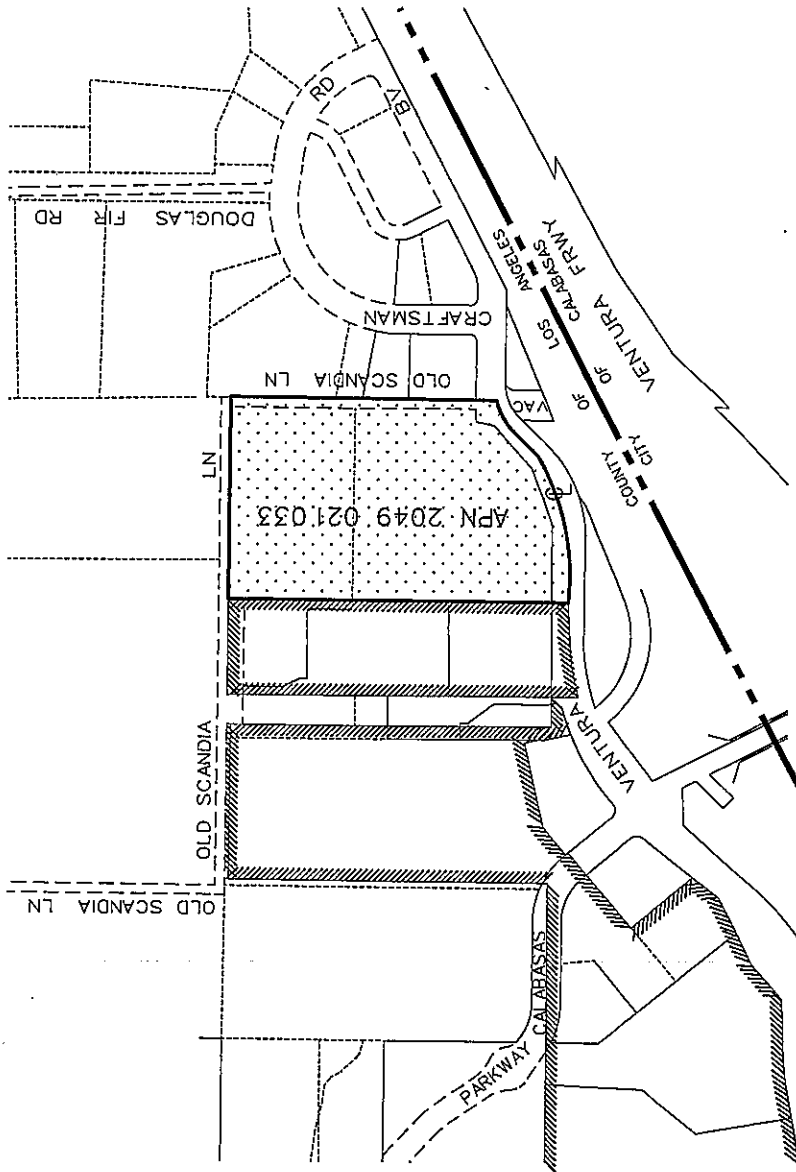 RD
BV
DOUGLAS FIR RD
CRAFTSMAN
OLD SCANDIA LN
VAC
COUNTY OF LOS ANGELES
CITY OF CALABASAS
VENTURA FRWY
LN
APN 2049 021 033
OLD SCANDIA
VENTURA
OLD SCANDIA LN
CALABASAS
PARKWAY